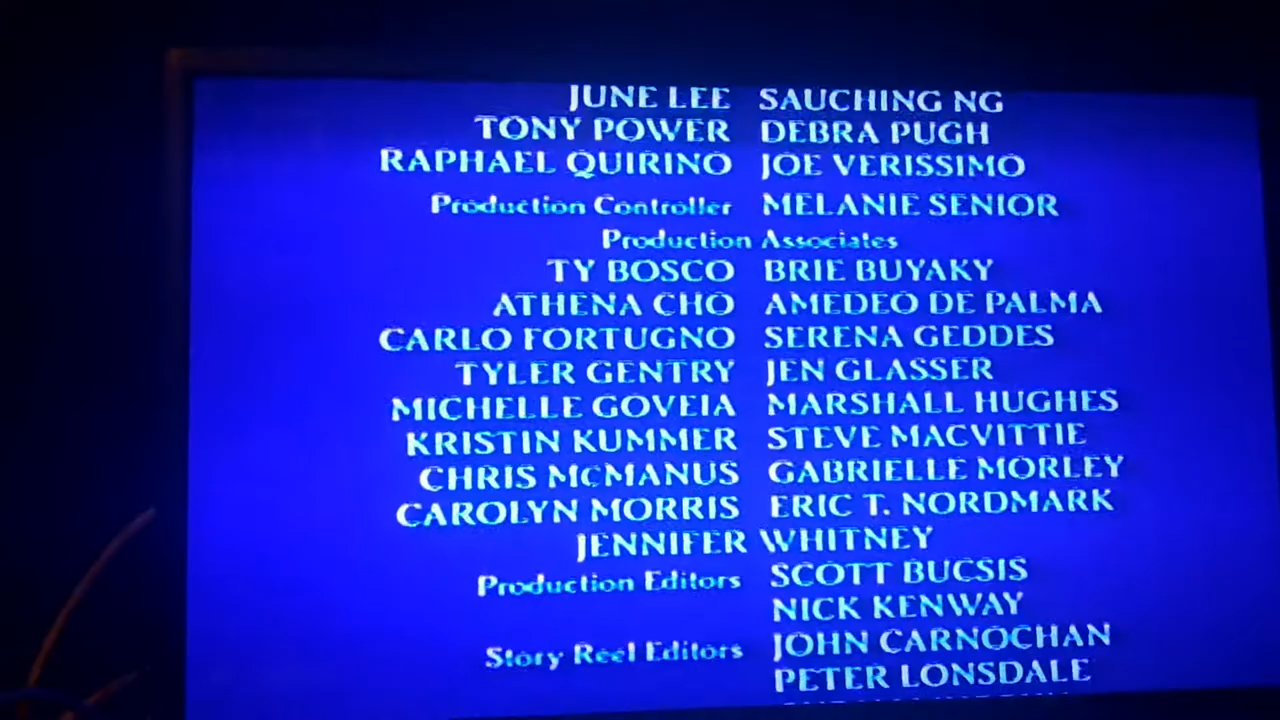 JUNE LEE SAUCHING NG
TONY POWER DEBRA PUGH
RAPHAEL QUIRINO JOE VERISSIMO
Production Controller MELANIE SENIOR
Production Associates
TY BOSCO BRIE BUYAKY
ATHENA CHO AMEDEO DE PALMA
CARLO FORTUGNO SERENA GEDDES
TYLER GENTRY JEN GLASSER
MICHELLE GOVEIA MARSHALL HUGHES
KRISTIN KUMMER STEVE MACVITTIE
CHRIS MCMANUS GABRIELLE MORLEY
CAROLYN MORRIS ERIC T. NORDMARK
JENNIFER WHITNEY
Production Editors SCOTT BUCSIS
NICK KENWAY
Story Reel Editors JOHN CARNOCHAN
PETER LONSDALE